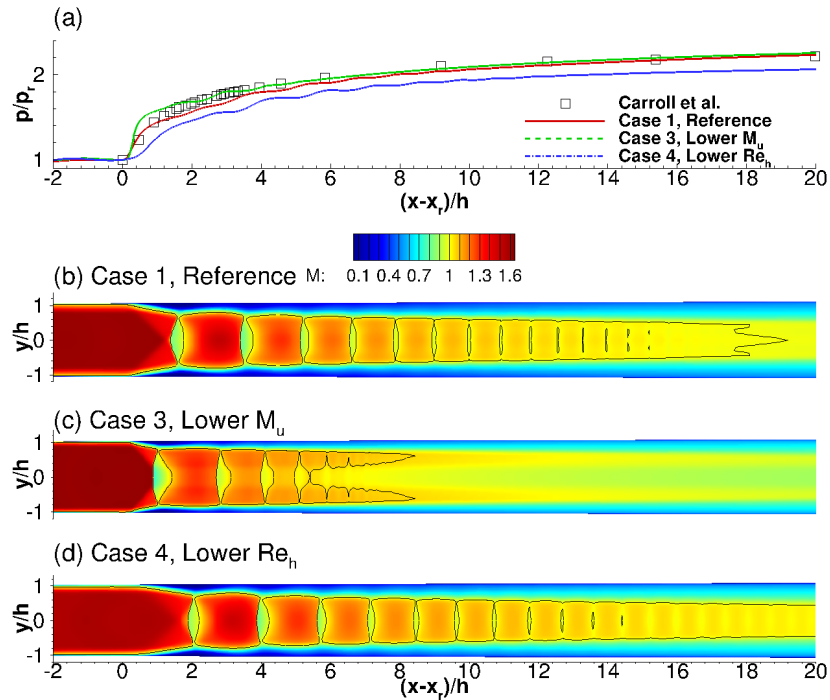 (a)
p/p_r
2
1
Carroll et al.
Case 1, Reference
Case 3, Lower M_u
Case 4, Lower Re_h
-2 0 2 4 6 8 10 12 14 16 18 20
(x-x_r)/h
M: 0.1 0.4 0.7 1 1.3 1.6
(b) Case 1, Reference
y/h
1
0
-1
(c) Case 3, Lower M_u
y/h
1
0
-1
(d) Case 4, Lower Re_h
y/h
1
0
-1
-2 0 2 4 6 8 10 12 14 16 18 20
(x-x_r)/h